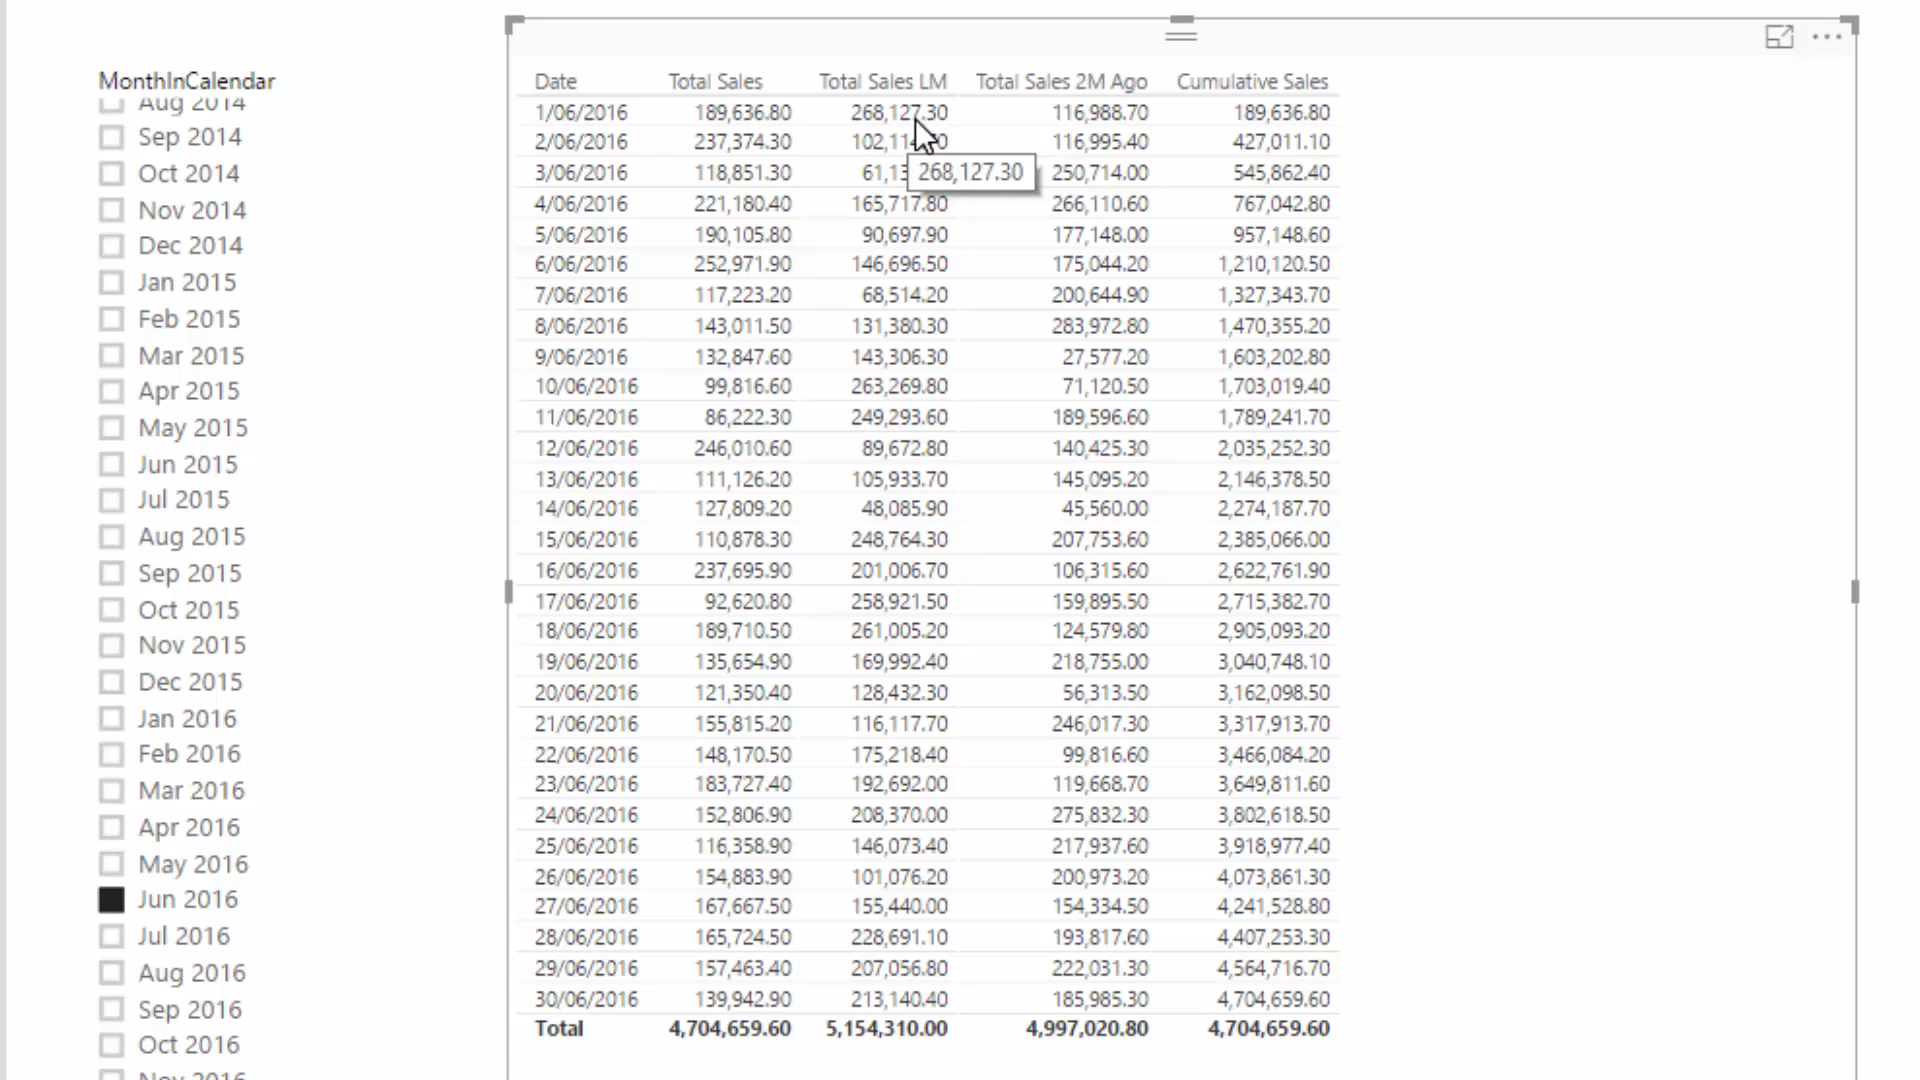 MonthInCalendar
Aug 2014
Sep 2014
Oct 2014
Nov 2014
Dec 2014
Jan 2015
Feb 2015
Mar 2015
Apr 2015
May 2015
Jun 2015
Jul 2015
Aug 2015
Sep 2015
Oct 2015
Nov 2015
Dec 2015
Jan 2016
Feb 2016
Mar 2016
Apr 2016
May 2016
Jun 2016
Jul 2016
Aug 2016
Sep 2016
Oct 2016
Nov 2016
Date Total Sales Total Sales LM Total Sales 2M Ago Cumulative Sales
1/06/2016 189,636.80 268,127.30 116,988.70 189,636.80
2/06/2016 237,374.30 116,995.40 427,011.10
3/06/2016 118,851.30 250,714.00 545,862.40
268,127.30
4/06/2016 221,180.40 165,717.80 266,110.60 767,042.80
5/06/2016 190,105.80 90,697.90 177,148.00 957,148.60
6/06/2016 252,971.90 146,696.50 175,044.20 1,210,120.50
7/06/2016 117,223.20 68,514.20 200,644.90 1,327,343.70
8/06/2016 143,011.50 131,380.30 283,972.80 1,470,355.20
9/06/2016 132,847.60 143,306.30 27,577.20 1,603,202.80
10/06/2016 99,816.60 263,269.80 71,120.50 1,703,019.40
11/06/2016 86,222.30 249,293.60 189,596.60 1,789,241.70
12/06/2016 246,010.60 89,672.80 140,425.30 2,035,252.30
13/06/2016 111,126.20 105,933.70 145,095.20 2,146,378.50
14/06/2016 127,809.20 48,085.90 45,560.00 2,274,187.70
15/06/2016 110,878.30 248,764.30 207,753.60 2,385,066.00
16/06/2016 237,695.90 201,006.70 106,315.60 2,622,761.90
17/06/2016 92,620.80 258,921.50 159,895.50 2,715,382.70
18/06/2016 189,710.50 261,005.20 124,579.80 2,905,093.20
19/06/2016 135,654.90 169,992.40 218,755.00 3,040,748.10
20/06/2016 121,350.40 128,432.30 56,313.50 3,162,098.50
21/06/2016 155,815.20 116,117.70 246,017.30 3,317,913.70
22/06/2016 148,170.50 175,218.40 99,816.60 3,466,084.20
23/06/2016 183,727.40 192,692.00 119,668.70 3,649,811.60
24/06/2016 152,806.90 208,370.00 275,832.30 3,802,618.50
25/06/2016 116,358.90 146,073.40 217,937.60 3,918,977.40
26/06/2016 154,883.90 101,076.20 200,973.20 4,073,861.30
27/06/2016 167,667.50 155,440.00 154,334.50 4,241,528.80
28/06/2016 165,724.50 228,691.10 193,817.60 4,407,253.30
29/06/2016 157,463.40 207,056.80 222,031.30 4,564,716.70
30/06/2016 139,942.90 213,140.40 185,985.30 4,704,659.60
Total 4,704,659.60 5,154,310.00 4,997,020.80 4,704,659.60